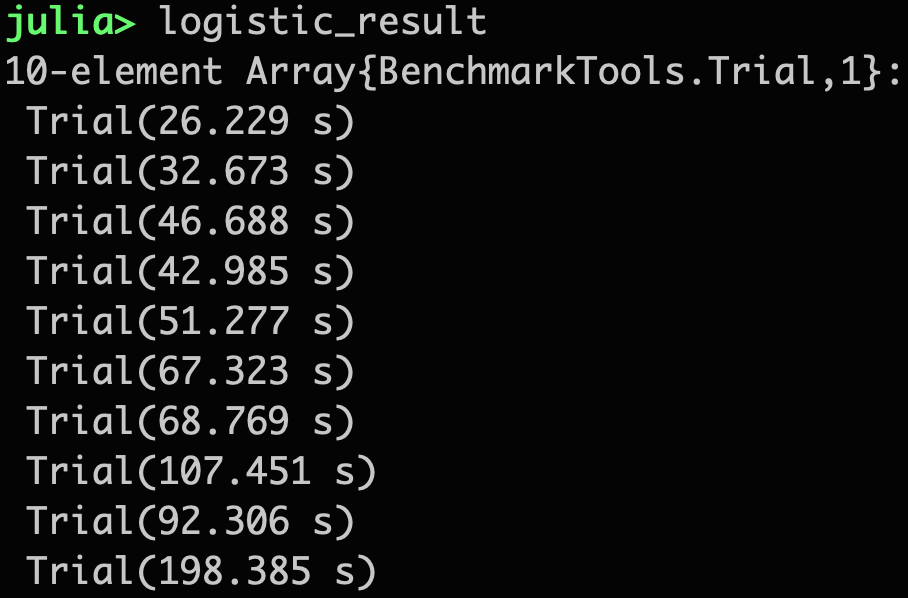 julia> logistic_result
10-element Array{BenchmarkTools.Trial,1}:
 Trial(26.229 s)
 Trial(32.673 s)
 Trial(46.688 s)
 Trial(42.985 s)
 Trial(51.277 s)
 Trial(67.323 s)
 Trial(68.769 s)
 Trial(107.451 s)
 Trial(92.306 s)
 Trial(198.385 s)